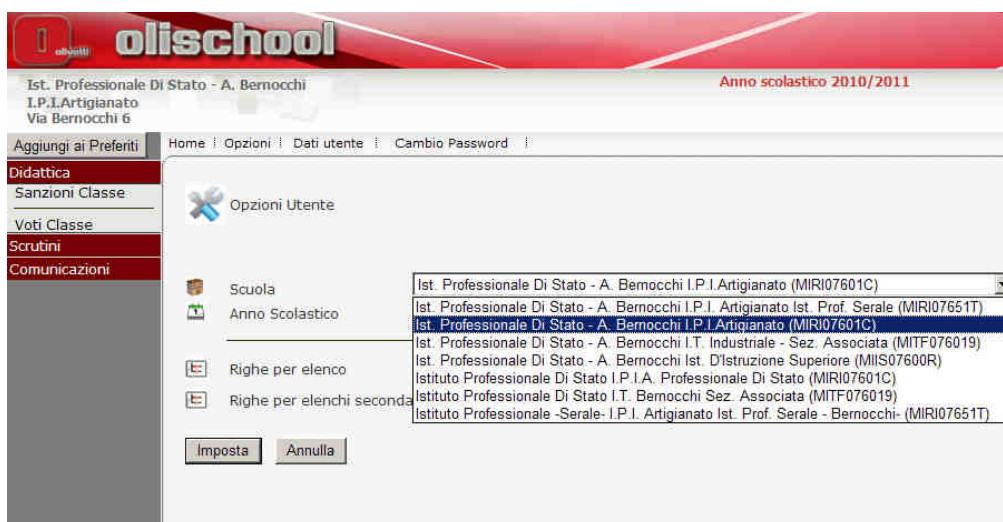 olivetti olischool
Ist. Professionale Di Stato - A. Bernocchi
I.P.I.Artigianato
Via Bernocchi 6
Anno scolastico 2010/2011
Aggiungi ai Preferiti
Home Opzioni Dati utente Cambio Password
Didattica
Sanzioni Classe
Voti Classe
Scrutini
Comunicazioni
Opzioni Utente
Scuola
Ist. Professionale Di Stato - A. Bernocchi I.P.I.Artigianato (MIRI07601C)
Anno Scolastico
Ist. Professionale Di Stato - A. Bernocchi I.P.I. Artigianato Ist. Prof. Serale (MIRI07651T)
Ist. Professionale Di Stato - A. Bernocchi I.P.I.Artigianato (MIRI07601C)
Ist. Professionale Di Stato - A. Bernocchi I.T. Industriale - Sez. Associata (MITF076019)
Ist. Professionale Di Stato - A. Bernocchi Ist. D'Istruzione Superiore (MIIS07600R)
Istituto Professionale Di Stato I.P.I.A. Professionale Di Stato (MIRI07601C)
Istituto Professionale Di Stato I.T. Bernocchi Sez. Associata (MITF076019)
Istituto Professionale -Serale- I.P.I. Artigianato Ist. Prof. Serale - Bernocchi- (MIRI07651T)
Righe per elenco
Righe per elenchi seconda
Imposta Annulla